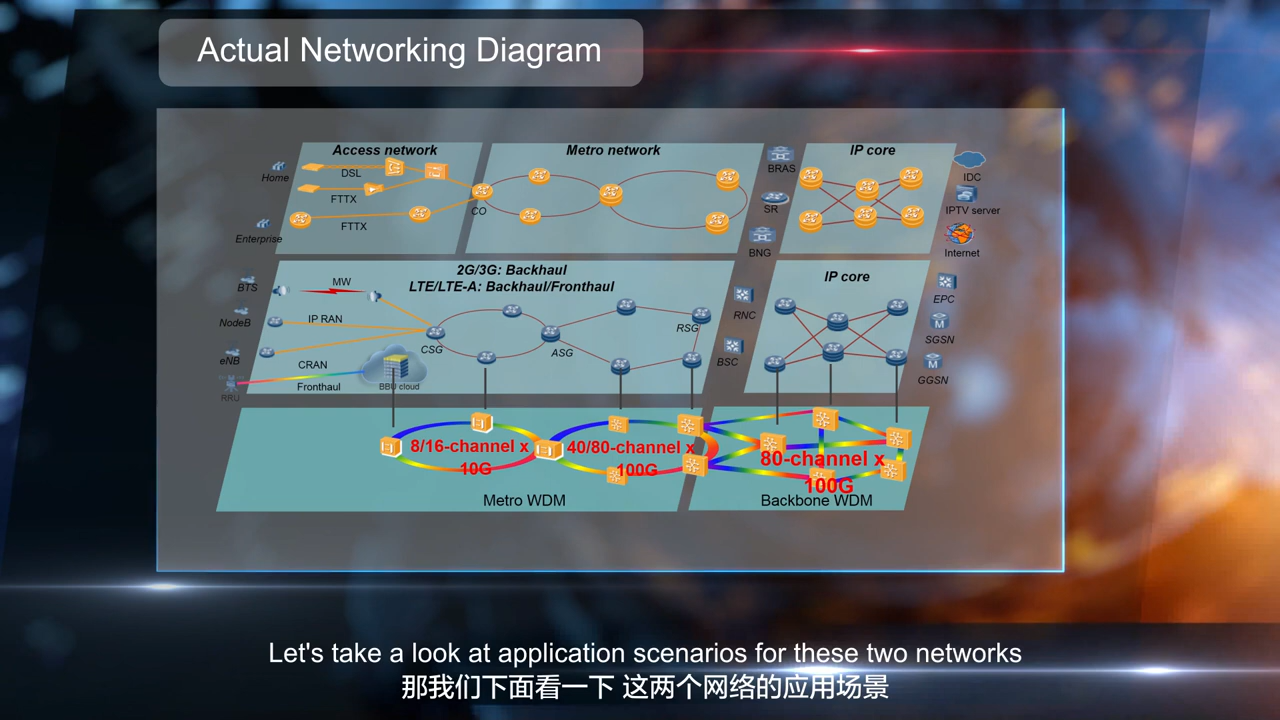 Actual Networking Diagram
Access network
Metro network
IP core
Home
DSL
FTTX
FTTX
Enterprise
CO
BRAS
SR
BNG
IDC
IPTV server
Internet
2G/3G: Backhaul
LTE/LTE-A: Backhaul/Fronthaul
IP core
BTS
MW
NodeB
IP RAN
eNB
CRAN
RRU
Fronthaul
BBU cloud
CSG
ASG
RSG
RNC
BSC
EPC
SGSN
M
GGSN
M
8/16-channel x
10G
40/80-channel x
100G
80-channel x
100G
Metro WDM
Backbone WDM
Let's take a look at application scenarios for these two networks
那我们下面看一下 这两个网络的应用场景